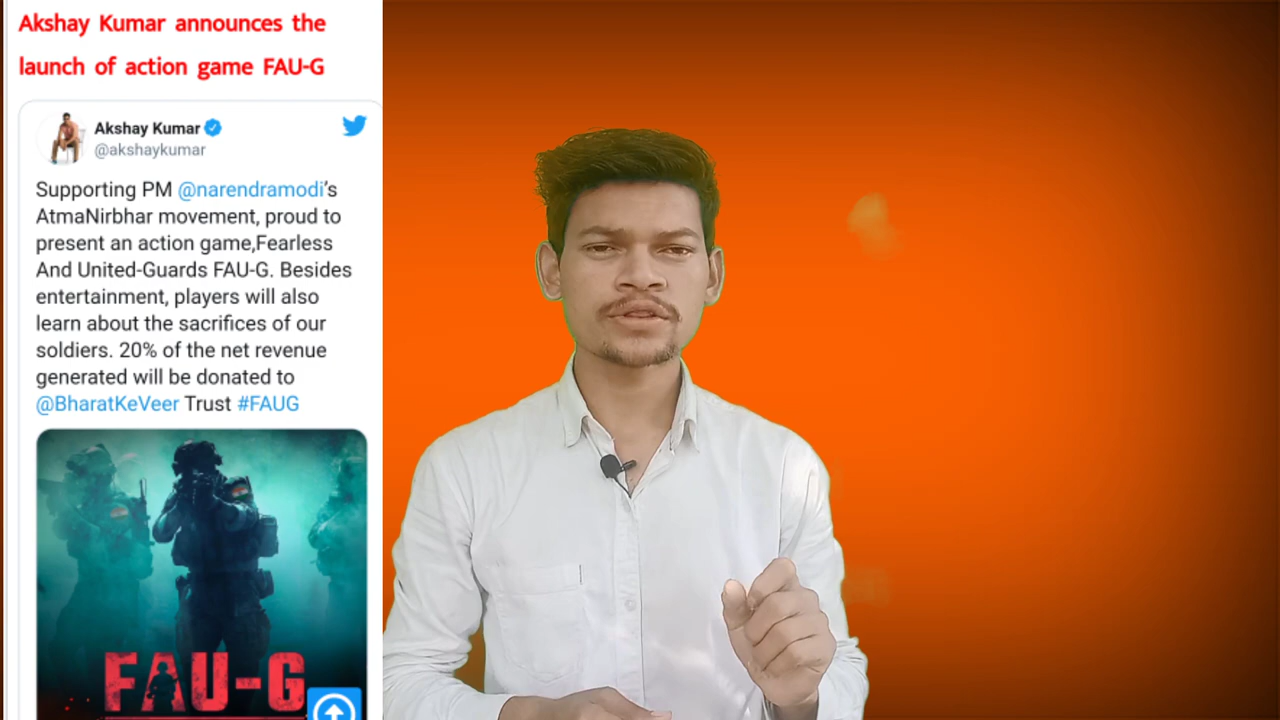 Akshay Kumar announces the
launch of action game FAU-G
Akshay Kumar
@akshaykumar
Supporting PM @narendramodi’s
AtmaNirbhar movement, proud to
present an action game,Fearless
And United-Guards FAU-G. Besides
entertainment, players will also
learn about the sacrifices of our
soldiers. 20% of the net revenue
generated will be donated to
@BharatKeVeer Trust #FAUG
FAU-G